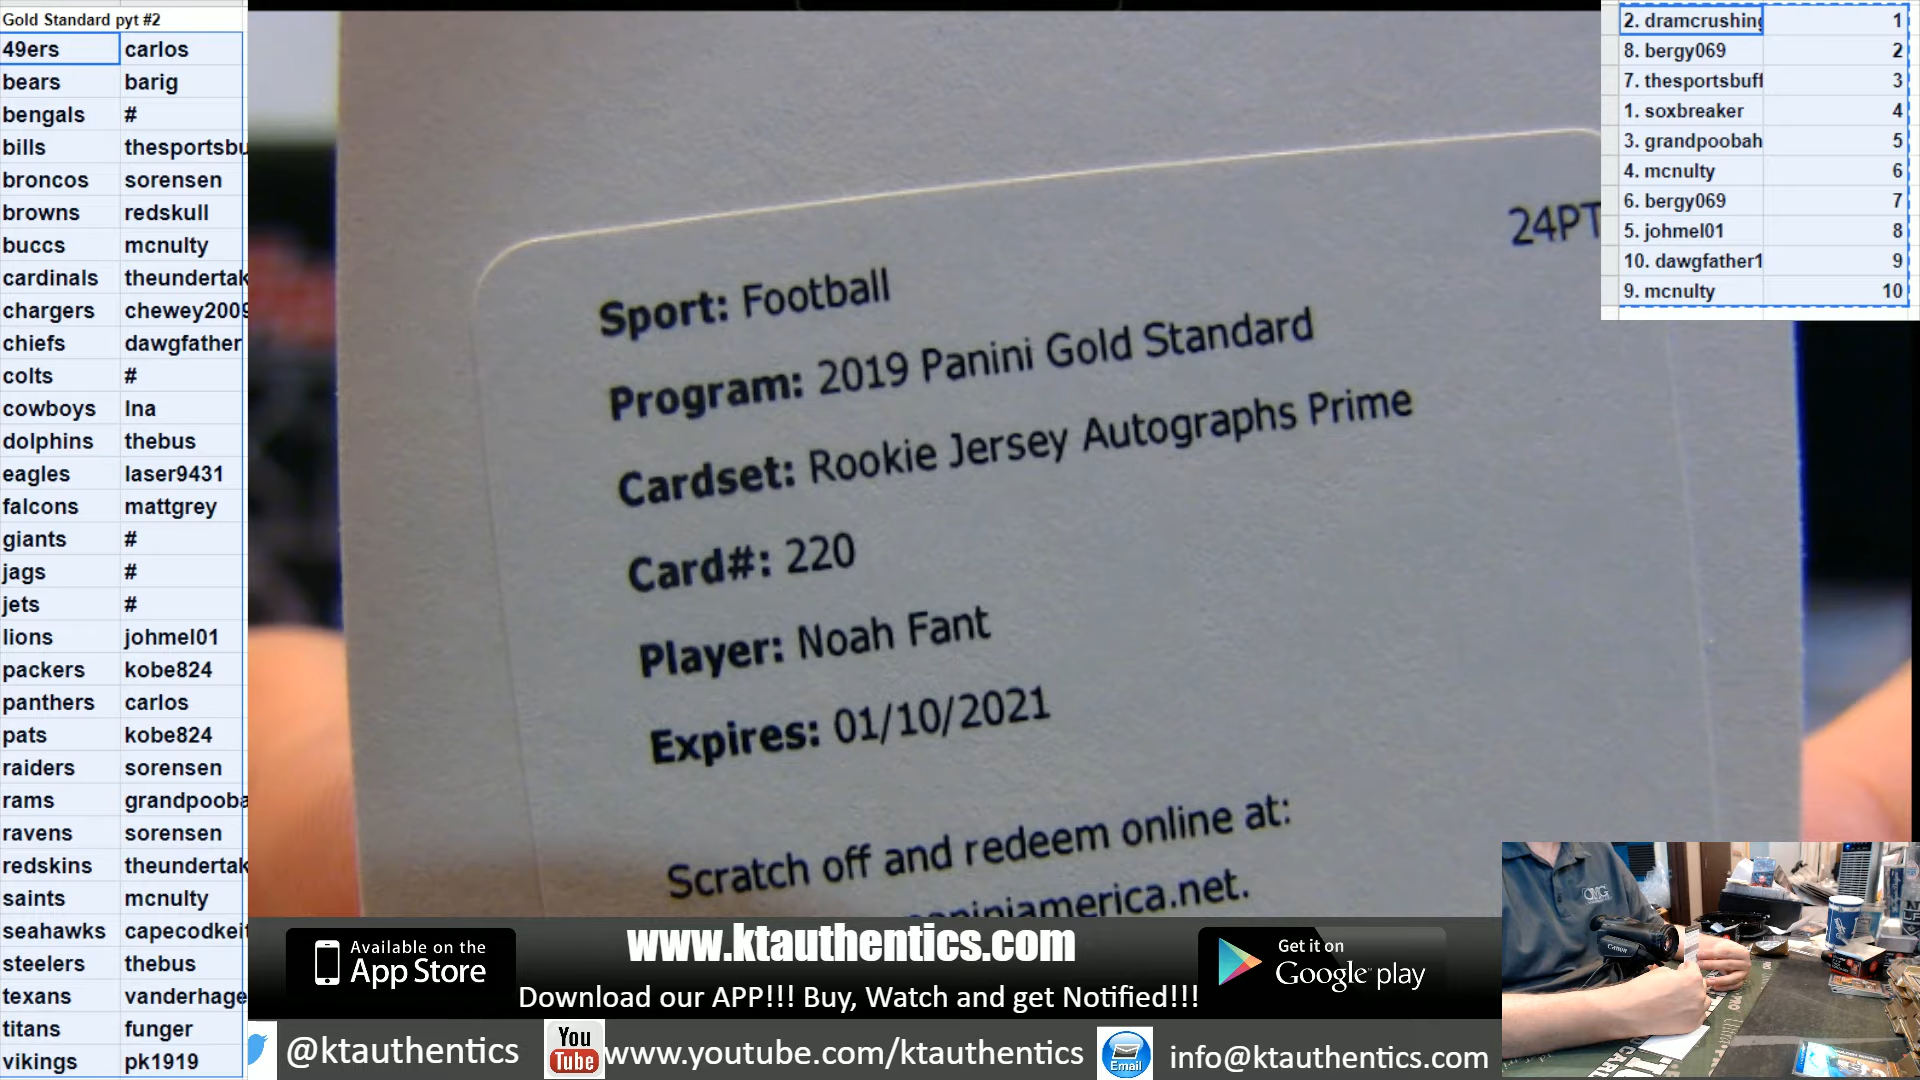 Gold Standard pyt #2
49ers carlos
bears barig
bengals #
bills thesportsbu
broncos sorensen
browns redskull
buccs mcnulty
cardinals theundertak
chargers chewey2009
chiefs dawgfather
colts #
cowboys lna
dolphins thebus
eagles laser9431
falcons mattgrey
giants #
jags #
jets #
lions johmel01
packers kobe824
panthers carlos
pats kobe824
raiders sorensen
rams grandpooba
ravens sorensen
redskins theundertak
saints mcnulty
seahawks capecodkeit
steelers thebus
texans vanderhage
titans funger
vikings pk1919
24PT
Sport: Football
Program: 2019 Panini Gold Standard
Cardset: Rookie Jersey Autographs Prime
Card#: 220
Player: Noah Fant
Expires: 01/10/2021
Scratch off and redeem online at:
paniniamerica.net.
2. dramcrushing 1
8. bergy069 2
7. thesportsbuff 3
1. soxbreaker 4
3. grandpoobah 5
4. mcnulty 6
6. bergy069 7
5. johmel01 8
10. dawgfather1 9
9. mcnulty 10
OMG
Canon
Available on the
App Store
www.ktauthentics.com
Download our APP!!! Buy, Watch and get Notified!!!
Get it on
Google play
@ktauthentics
You
Tube
www.youtube.com/ktauthentics
Email
info@ktauthentics.com